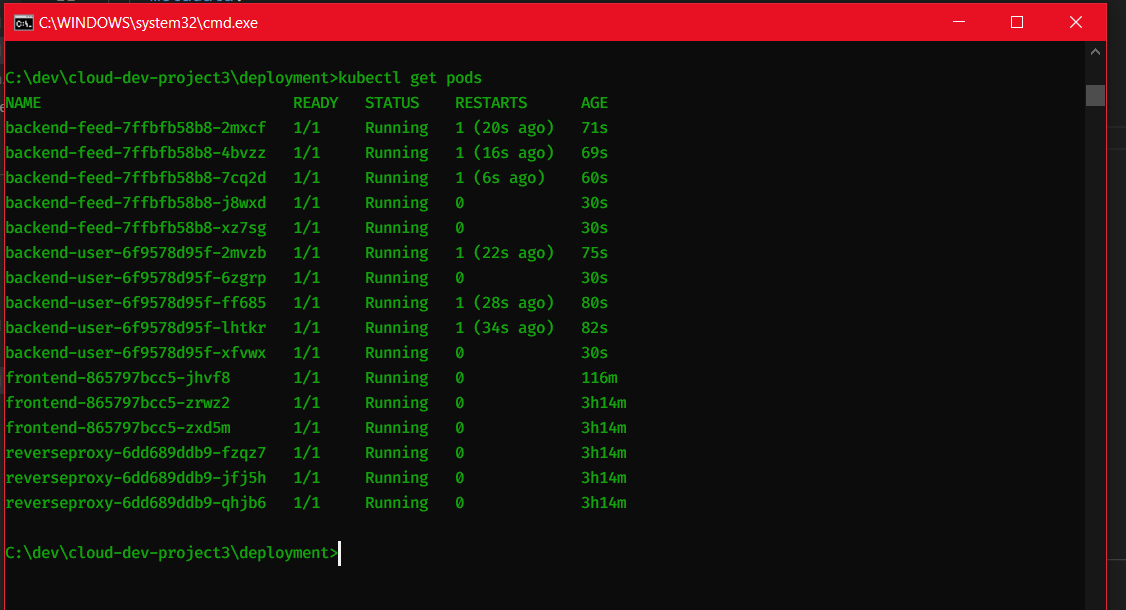 metadata:
C:\WINDOWS\system32\cmd.exe
C:\dev\cloud-dev-project3\deployment>kubectl get pods
NAME READY STATUS RESTARTS AGE
backend-feed-7ffbfb58b8-2mxcf 1/1 Running 1 (20s ago) 71s
backend-feed-7ffbfb58b8-4bvzz 1/1 Running 1 (16s ago) 69s
backend-feed-7ffbfb58b8-7cq2d 1/1 Running 1 (6s ago) 60s
backend-feed-7ffbfb58b8-j8wxd 1/1 Running 0 30s
backend-feed-7ffbfb58b8-xz7sg 1/1 Running 0 30s
backend-user-6f9578d95f-2mvzb 1/1 Running 1 (22s ago) 75s
backend-user-6f9578d95f-6zgrp 1/1 Running 0 30s
backend-user-6f9578d95f-ff685 1/1 Running 1 (28s ago) 80s
backend-user-6f9578d95f-lhtkr 1/1 Running 1 (34s ago) 82s
backend-user-6f9578d95f-xfvwx 1/1 Running 0 30s
frontend-865797bcc5-jhvf8 1/1 Running 0 116m
frontend-865797bcc5-zrwz2 1/1 Running 0 3h14m
frontend-865797bcc5-zxd5m 1/1 Running 0 3h14m
reverseproxy-6dd689ddb9-fzqz7 1/1 Running 0 3h14m
reverseproxy-6dd689ddb9-jfj5h 1/1 Running 0 3h14m
reverseproxy-6dd689ddb9-qhjb6 1/1 Running 0 3h14m
C:\dev\cloud-dev-project3\deployment>